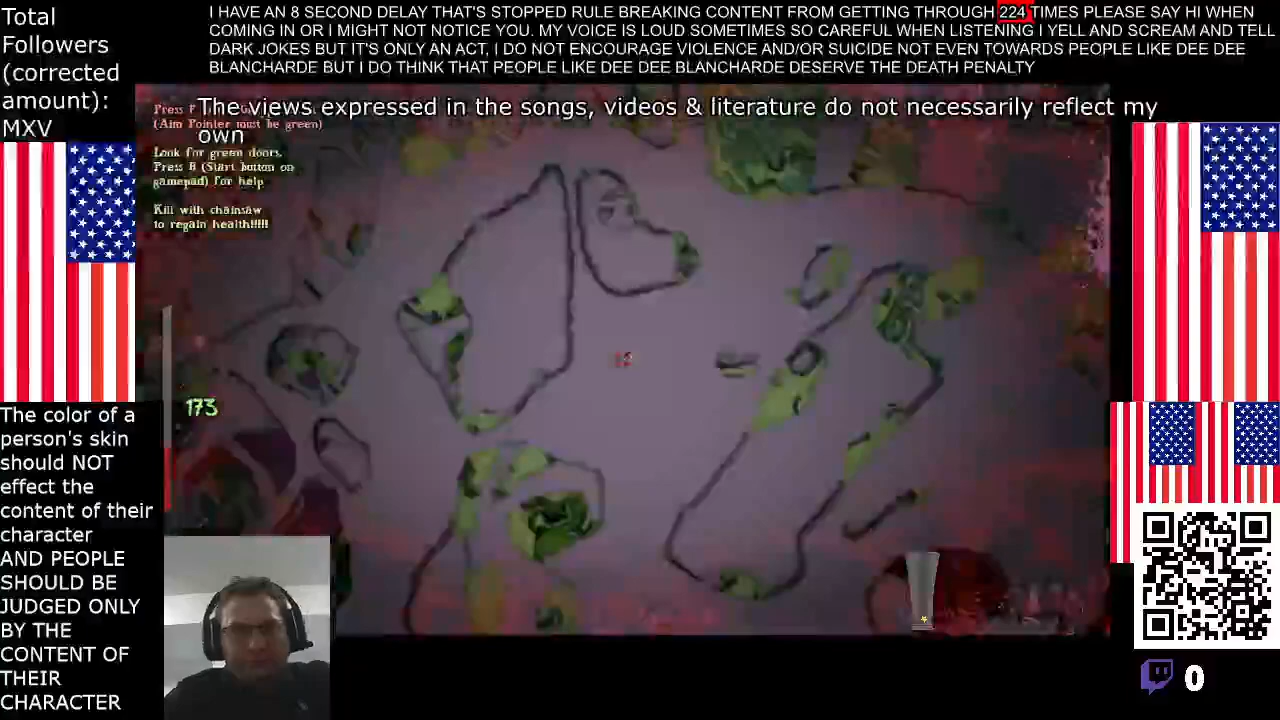 Total
Followers
(corrected
amount):
MXV
I HAVE AN 8 SECOND DELAY THAT'S STOPPED RULE BREAKING CONTENT FROM GETTING THROUGH 224 TIMES PLEASE SAY HI WHEN
COMING IN OR I MIGHT NOT NOTICE YOU. MY VOICE IS LOUD SOMETIMES SO CAREFUL WHEN LISTENING I YELL AND SCREAM AND TELL
DARK JOKES BUT IT'S ONLY AN ACT, I DO NOT ENCOURAGE VIOLENCE AND/OR SUICIDE NOT EVEN TOWARDS PEOPLE LIKE DEE DEE
BLANCHARDE BUT I DO THINK THAT PEOPLE LIKE DEE DEE BLANCHARDE DESERVE THE DEATH PENALTY
The views expressed in the songs, videos & literature do not necessarily reflect my
own
Press F
(Aim Pointer must be green)
Look for green doors.
Press H (Start button on
gamepad) for help
Kill with chainsaw
to regain health!!!!!
173
The color of a
person's skin
should NOT
effect the
content of their
character
AND PEOPLE
SHOULD BE
JUDGED ONLY
BY THE
CONTENT OF
THEIR
CHARACTER
0